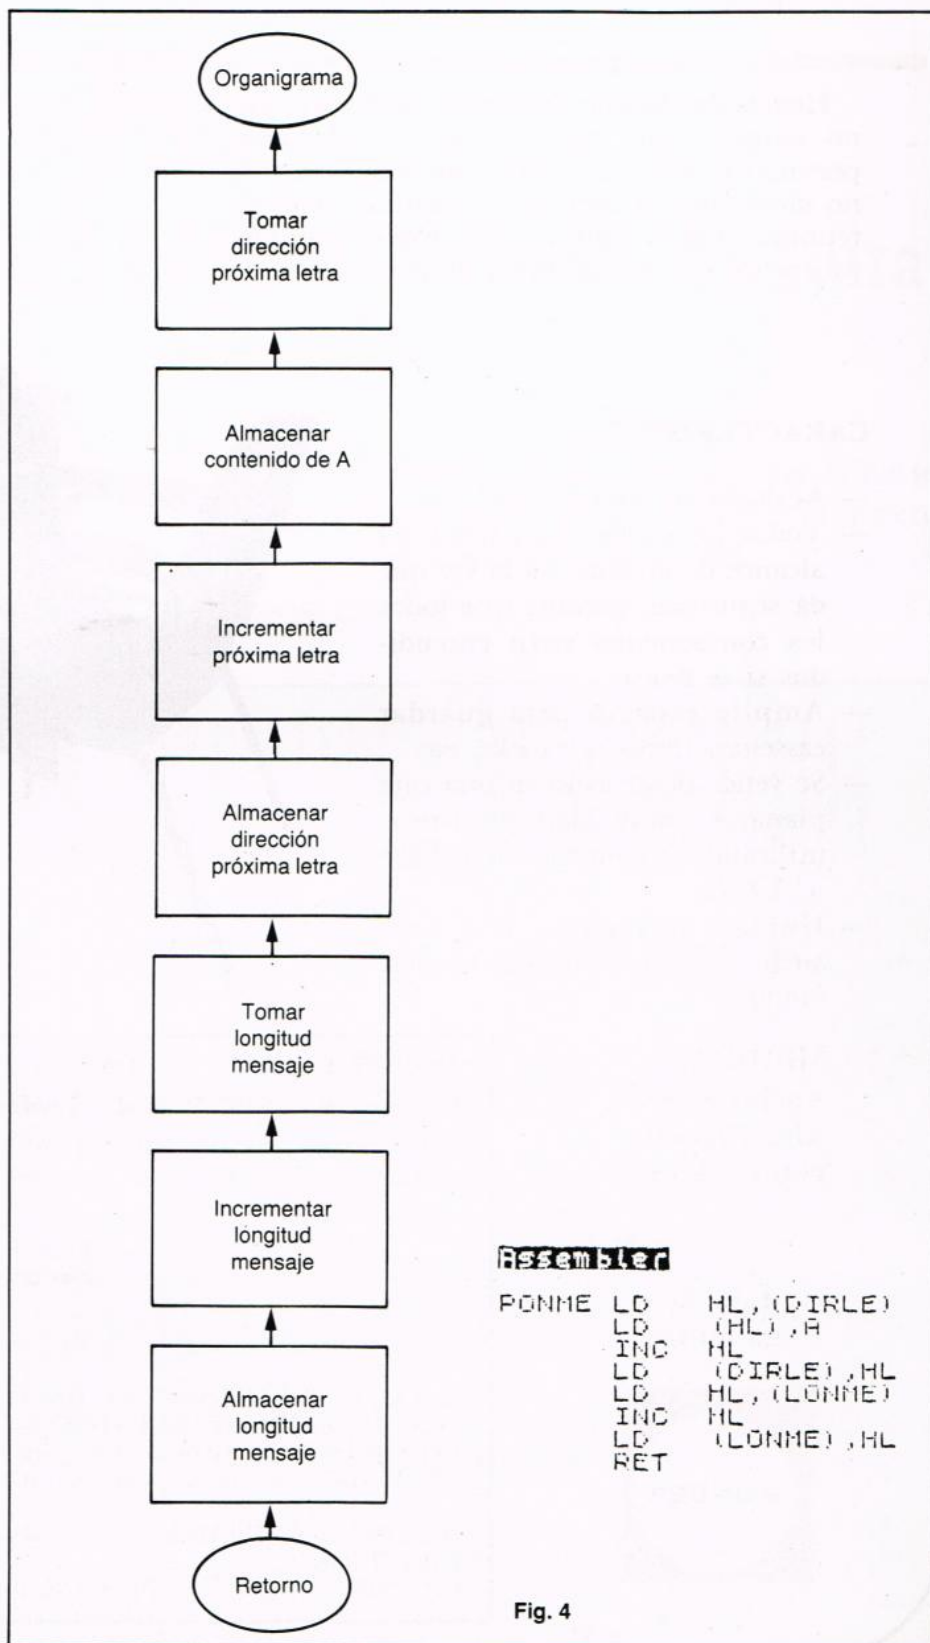 Organigrama
Tomar
dirección
próxima letra
Almacenar
contenido de A
Incrementar
próxima letra
Almacenar
dirección
próxima letra
Tomar
longitud
mensaje
Incrementar
longitud
mensaje
Almacenar
longitud
mensaje
Retorno
Assembler
PONME LD HL,(DIRLE)
LD (HL),A
INC HL
LD (DIRLE),HL
LD HL,(LONME)
INC HL
LD (LONME),HL
RET
Fig. 4